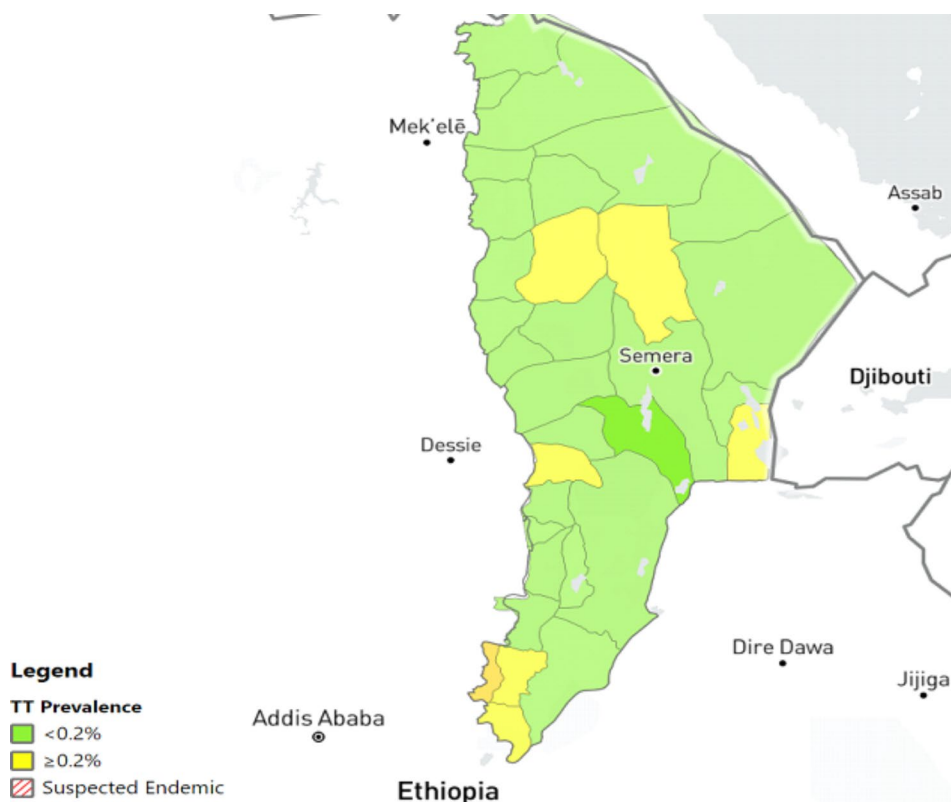 Mek'elē
Assab
Semera
Djibouti
Dessie
Dire Dawa
Jijiga
Addis Ababa
Ethiopia
Legend
TT Prevalence
<0.2%
≥0.2%
Suspected Endemic